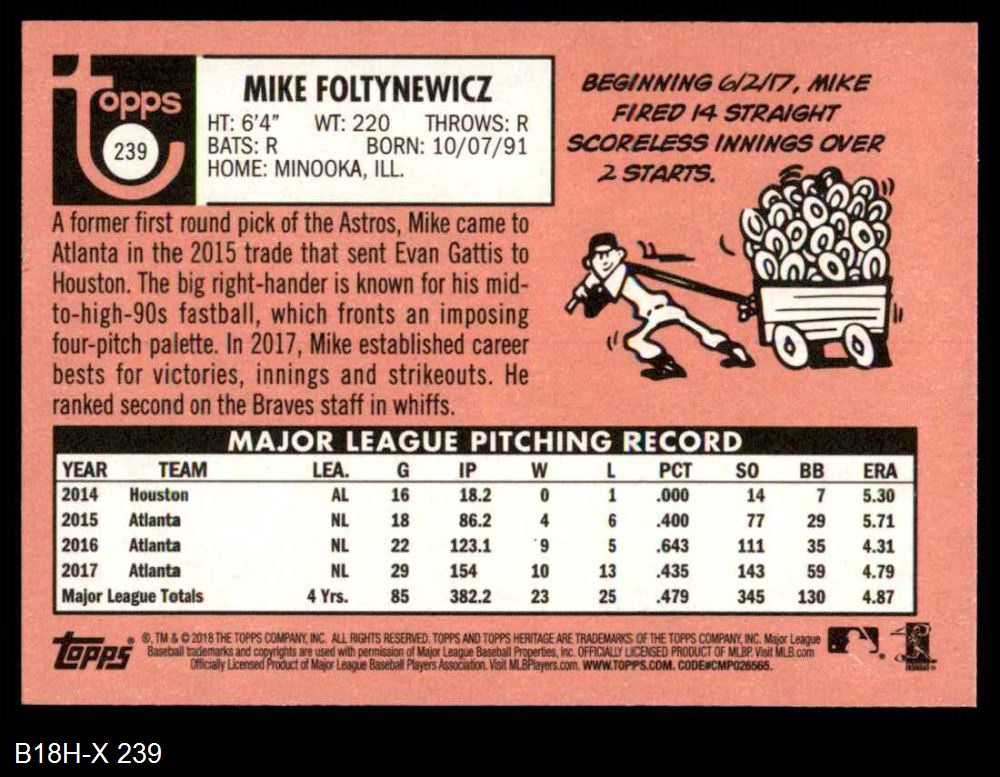 topps
239
MIKE FOLTYNEWICZ
HT: 6'4" WT: 220 THROWS: R
BATS: R BORN: 10/07/91
HOME: MINOOKA, ILL.
BEGINNING 6/2/17, MIKE
FIRED 14 STRAIGHT
SCORELESS INNINGS OVER
2 STARTS.
A former first round pick of the Astros, Mike came to
Atlanta in the 2015 trade that sent Evan Gattis to
Houston. The big right-hander is known for his mid-
to-high-90s fastball, which fronts an imposing
four-pitch palette. In 2017, Mike established career
bests for victories, innings and strikeouts. He
ranked second on the Braves staff in whiffs.
MAJOR LEAGUE PITCHING RECORD
YEAR TEAM LEA. G IP W L PCT SO BB ERA
2014 Houston AL 16 18.2 0 1 .000 14 7 5.30
2015 Atlanta NL 18 86.2 4 6 .400 77 29 5.71
2016 Atlanta NL 22 123.1 9 5 .643 111 35 4.31
2017 Atlanta NL 29 154 10 13 .435 143 59 4.79
Major League Totals 4 Yrs. 85 382.2 23 25 .479 345 130 4.87
topps
®, TM & © 2018 THE TOPPS COMPANY, INC. ALL RIGHTS RESERVED. TOPPS AND TOPPS HERITAGE ARE TRADEMARKS OF THE TOPPS COMPANY, INC. Major League
Baseball trademarks and copyrights are used with permission of Major League Baseball Properties, Inc. OFFICIALLY LICENSED PRODUCT OF MLBP. Visit MLB.com
Officially Licensed Product of Major League Baseball Players Association. Visit MLBPlayers.com. WWW.TOPPS.COM. CODE#CMP026565.
B18H-X 239